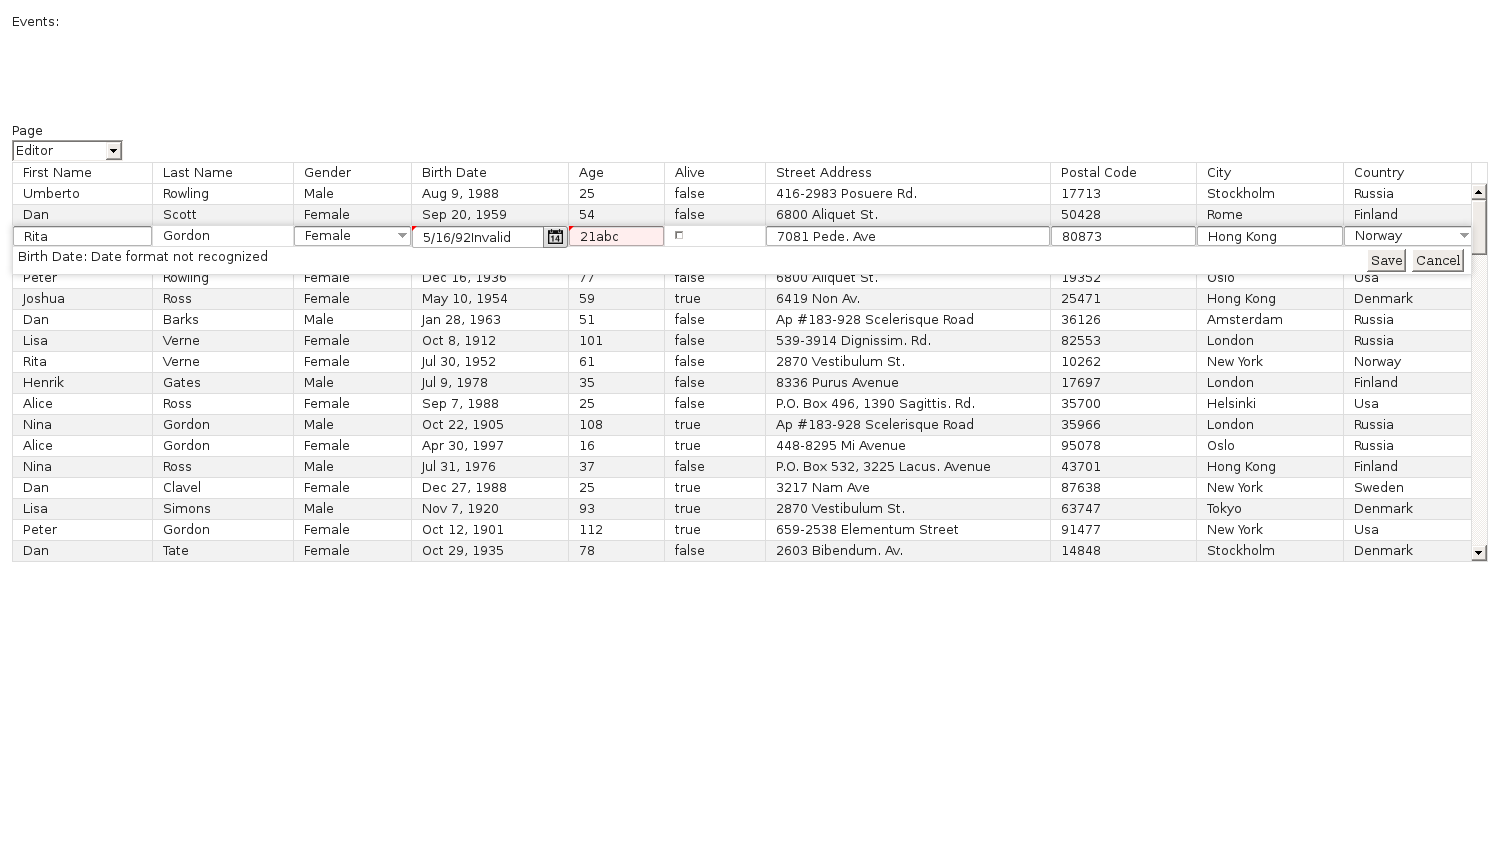 Events:
Page
Editor
First Name Last Name Gender Birth Date Age Alive Street Address Postal Code City Country
Umberto Rowling Male Aug 9, 1988 25 false 416-2983 Posuere Rd. 17713 Stockholm Russia
Dan Scott Female Sep 20, 1959 54 false 6800 Aliquet St. 50428 Rome Finland
Rita Gordon Female 5/16/92Invalid 14 21abc 7081 Pede. Ave 80873 Hong Kong Norway
Birth Date: Date format not recognized Save Cancel
Peter Rowling Female Dec 16, 1936 77 6800 Aliquet St. 19352 Oslo Usa
Joshua Ross Female May 10, 1954 59 true 6419 Non Av. 25471 Hong Kong Denmark
Dan Barks Male Jan 28, 1963 51 false Ap #183-928 Scelerisque Road 36126 Amsterdam Russia
Lisa Verne Female Oct 8, 1912 101 false 539-3914 Dignissim. Rd. 82553 London Russia
Rita Verne Female Jul 30, 1952 61 false 2870 Vestibulum St. 10262 New York Norway
Henrik Gates Male Jul 9, 1978 35 false 8336 Purus Avenue 17697 London Finland
Alice Ross Female Sep 7, 1988 25 false P.O. Box 496, 1390 Sagittis. Rd. 35700 Helsinki Usa
Nina Gordon Male Oct 22, 1905 108 true Ap #183-928 Scelerisque Road 35966 London Russia
Alice Gordon Female Apr 30, 1997 16 true 448-8295 Mi Avenue 95078 Oslo Russia
Nina Ross Male Jul 31, 1976 37 false P.O. Box 532, 3225 Lacus. Avenue 43701 Hong Kong Finland
Dan Clavel Female Dec 27, 1988 25 true 3217 Nam Ave 87638 New York Sweden
Lisa Simons Male Nov 7, 1920 93 true 2870 Vestibulum St. 63747 Tokyo Denmark
Peter Gordon Female Oct 12, 1901 112 true 659-2538 Elementum Street 91477 New York Usa
Dan Tate Female Oct 29, 1935 78 false 2603 Bibendum. Av. 14848 Stockholm Denmark